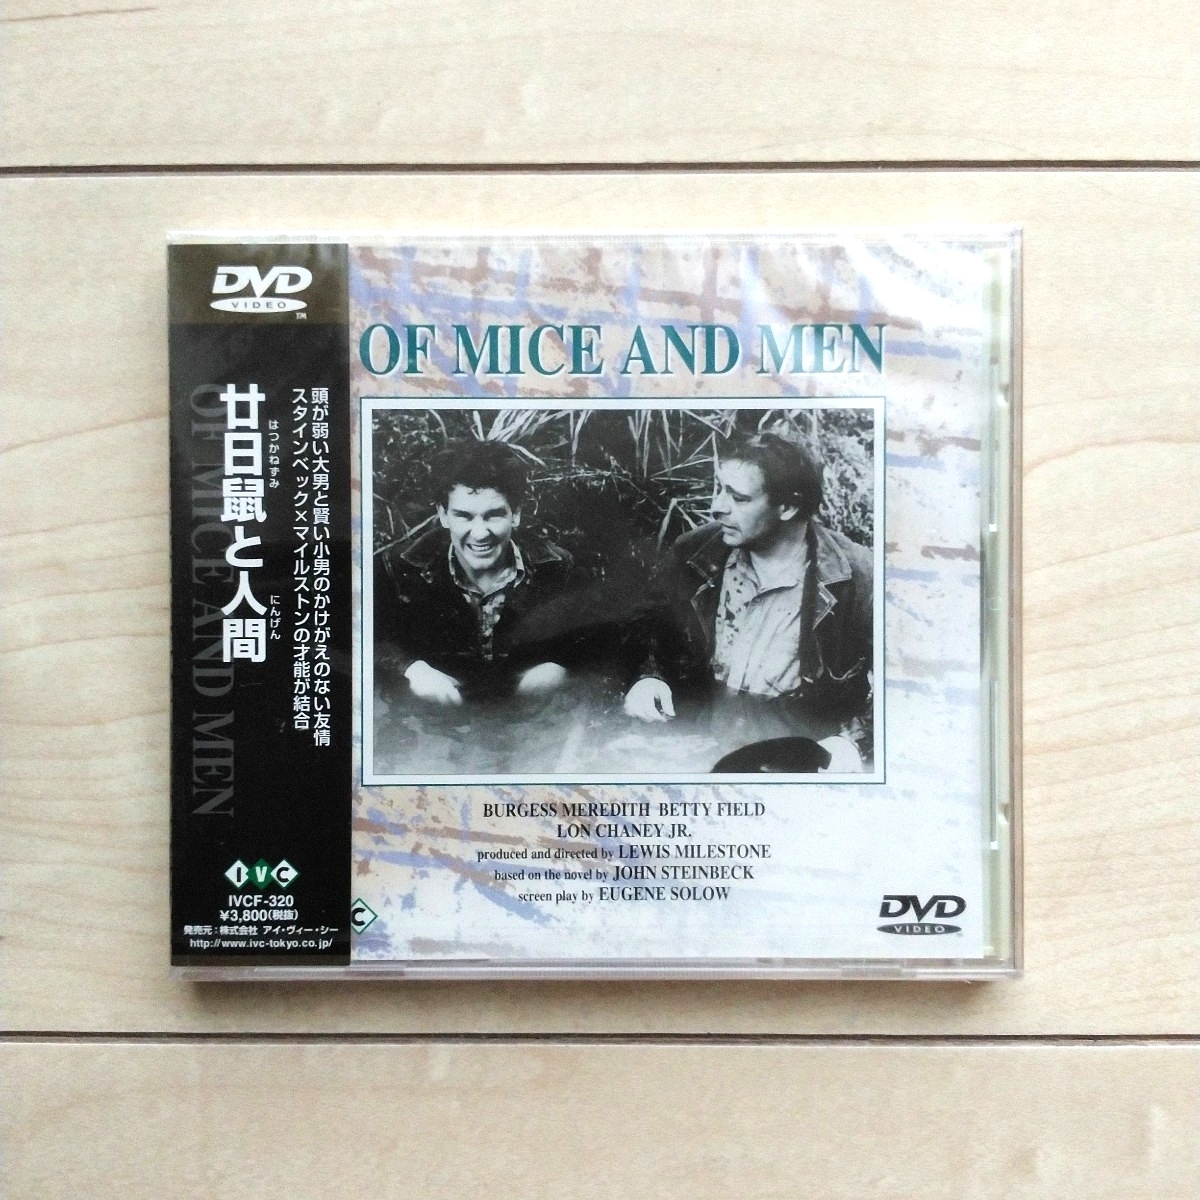 DVD
VIDEO
TM
OF MICE AND MEN
頭が弱い大男と賢い小男のかけがえのない友情
スタインベック×マイルストンの才能が結合
廿日鼠と人間
はつかねずみ
にんげん
OF MICE AND MEN
IVC
IVCF-320
¥3,800(税抜)
発売元:株式会社 アイ・ヴィー・シー
http://www.ivc-tokyo.co.jp/
C
BURGESS MEREDITH BETTY FIELD
LON CHANEY JR.
produced and directed by LEWIS MILESTONE
based on the novel by JOHN STEINBECK
screen play by EUGENE SOLOW
DVD
VIDEO